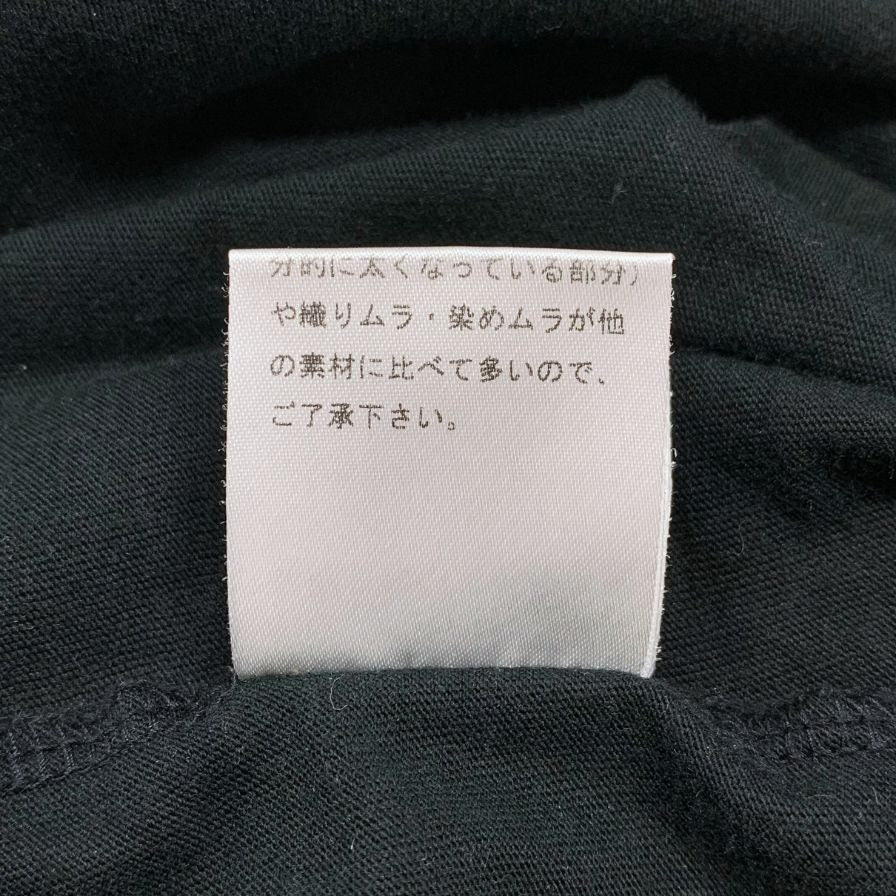 分的に太くなっている部分)
や織りムラ・染めムラが他
の素材に比べて多いので、
ご了承下さい。